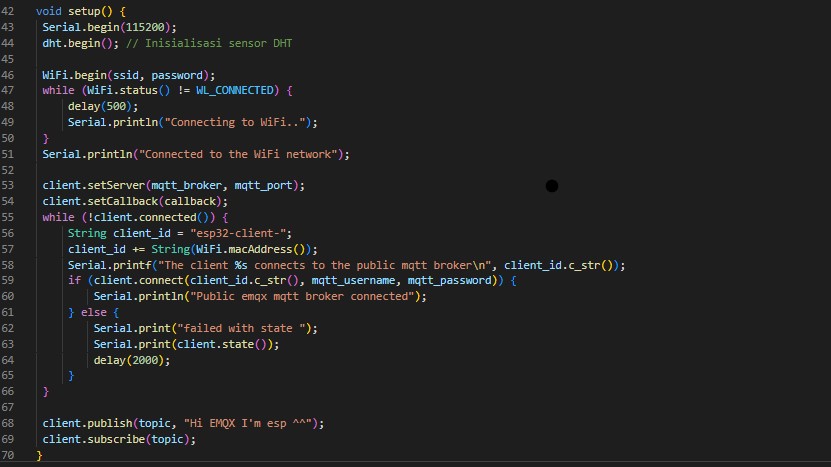 42 void setup() {
43 Serial.begin(115200);
44 dht.begin(); // Inisialisasi sensor DHT
45
46 WiFi.begin(ssid, password);
47 while (WiFi.status() != WL_CONNECTED) {
48 delay(500);
49 Serial.println("Connecting to WiFi..");
50 }
51 Serial.println("Connected to the WiFi network");
52
53 client.setServer(mqtt_broker, mqtt_port);
54 client.setCallback(callback);
55 while (!client.connected()) {
56 String client_id = "esp32-client-";
57 client_id += String(WiFi.macAddress());
58 Serial.printf("The client %s connects to the public mqtt broker\n", client_id.c_str());
59 if (client.connect(client_id.c_str(), mqtt_username, mqtt_password)) {
60 Serial.println("Public emqx mqtt broker connected");
61 } else {
62 Serial.print("failed with state ");
63 Serial.print(client.state());
64 delay(2000);
65 }
66 }
67
68 client.publish(topic, "Hi EMQX I'm esp ^^");
69 client.subscribe(topic);
70 }